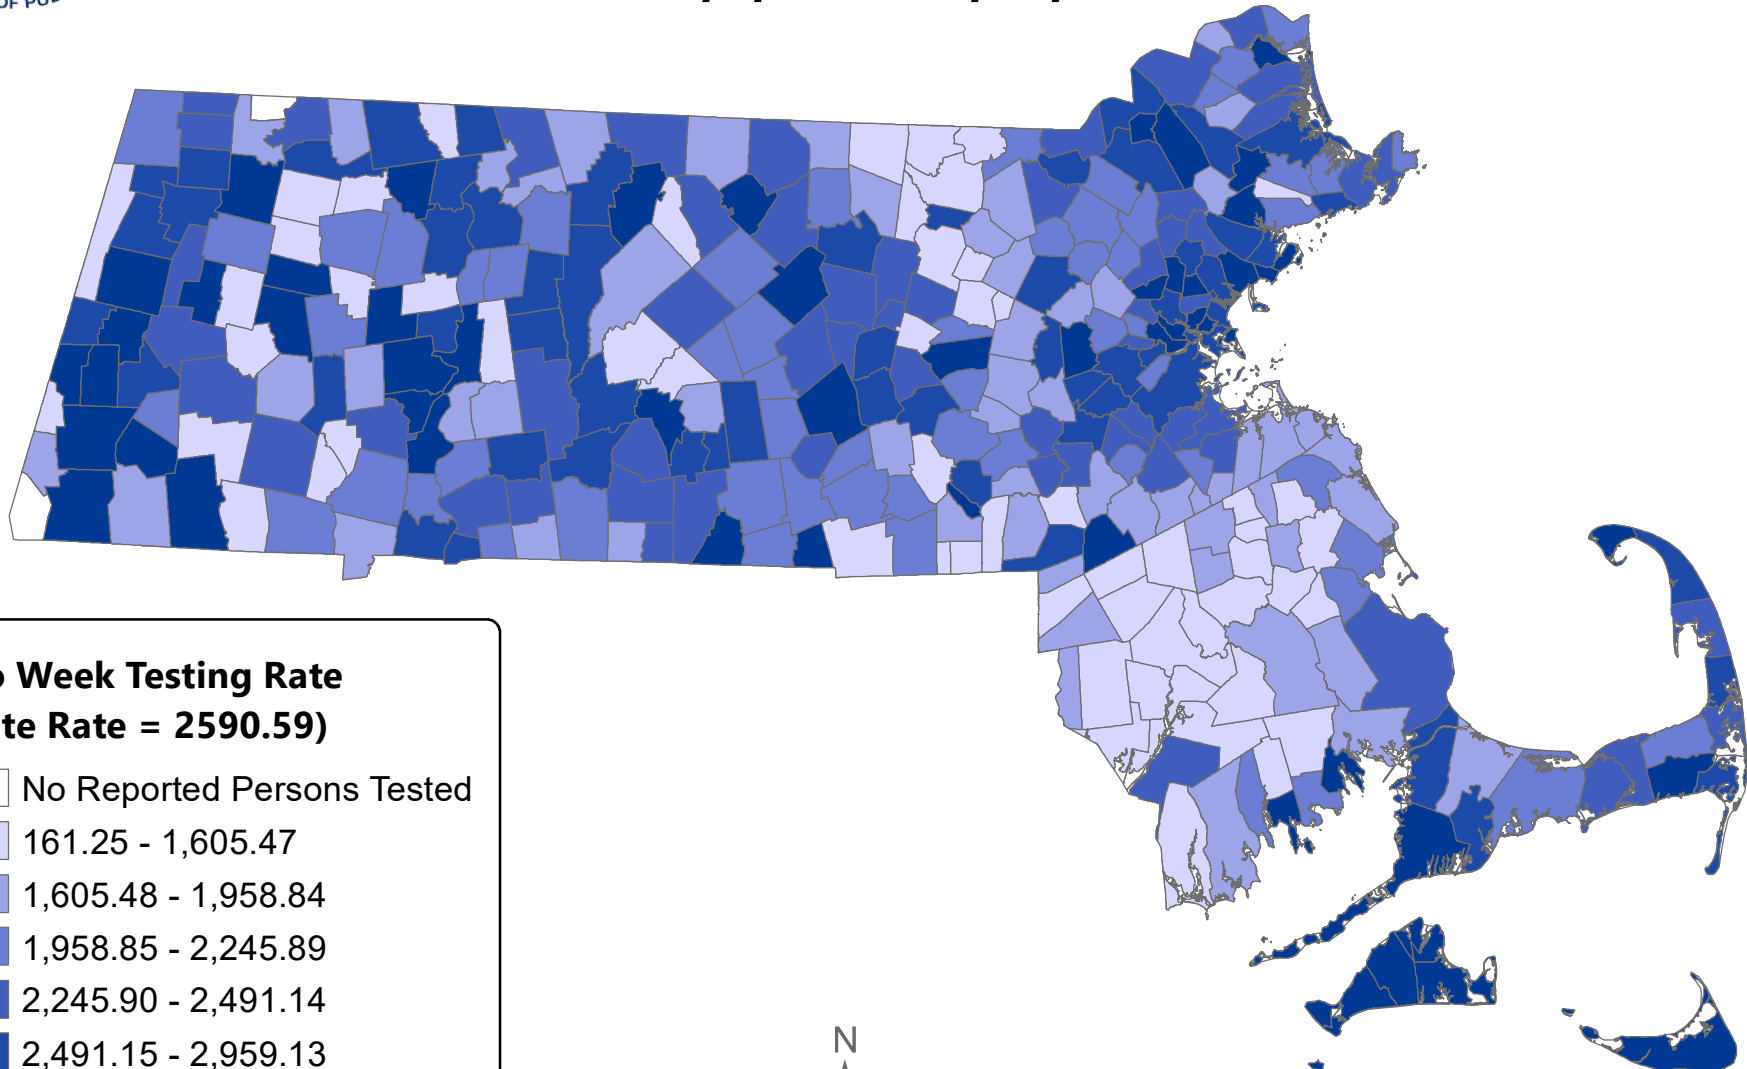 OF PU
Week Testing Rate
te Rate = 2590.59)
No Reported Persons Tested
161.25 - 1,605.47
1,605.48 - 1,958.84
1,958.85 - 2,245.89
2,245.90 - 2,491.14
2,491.15 - 2,959.13
N